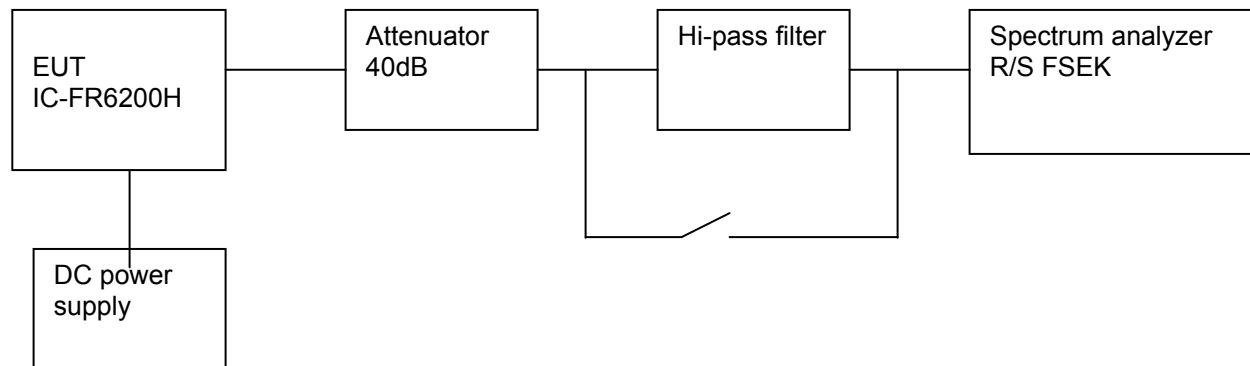 EUT
IC-FR6200H
Attenuator
40dB
Hi-pass filter
Spectrum analyzer
R/S FSEK
DC power
supply